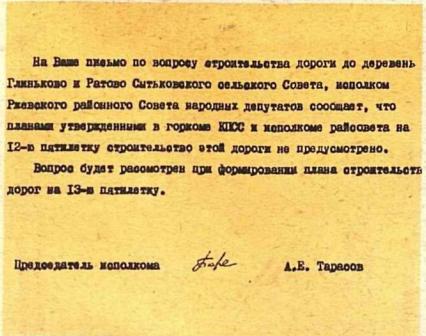 На Ваше письмо по вопросу строительства дороги до деревень
Глиньково и Ратово Сытьковского сельского Совета, исполком
Ржевского районного Совета народных депутатов сообщает, что
планами утвержденными в горкоме КПСС и исполкоме райсовета на
12-ю пятилетку строительство этой дороги не предусмотрено.
Вопрос будет рассмотрен при формировании плана строительств
дорог на 13-ю пятилетку.
Председатель исполкома А.Е. Тарасов